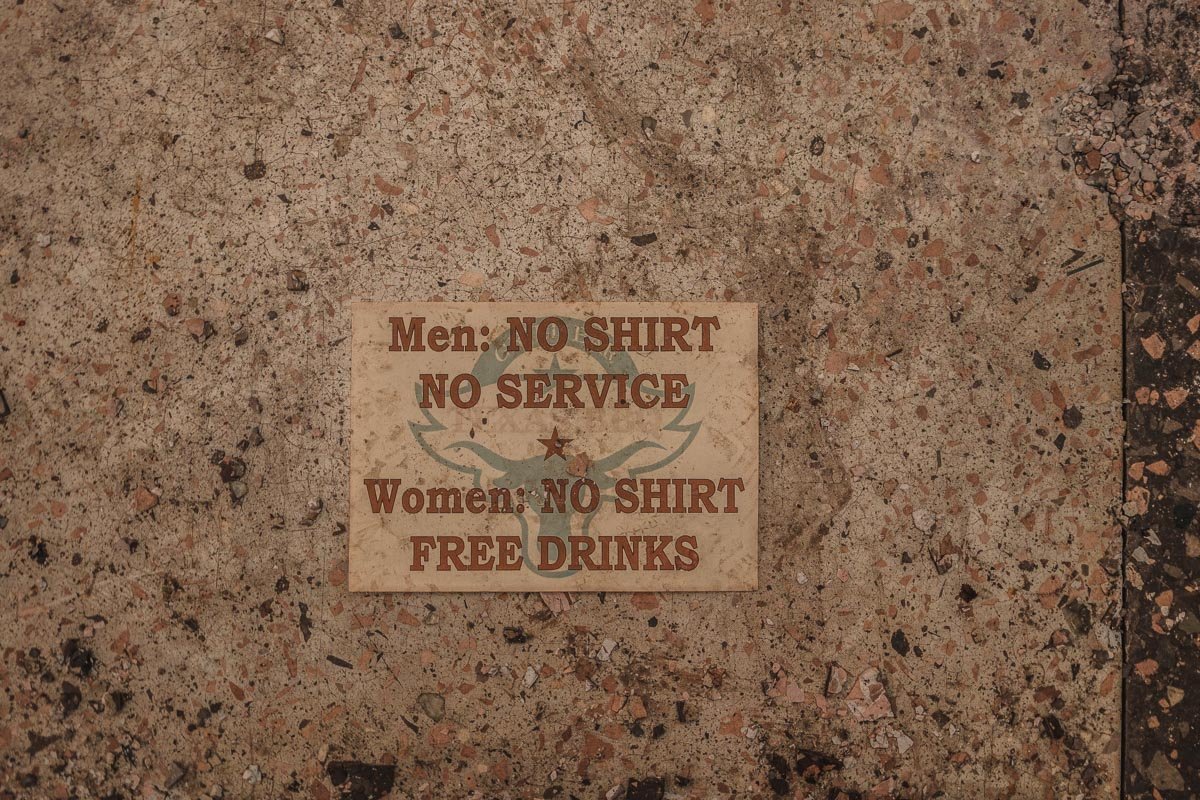 Men: NO SHIRT
NO SERVICE
Women: NO SHIRT
FREE DRINKS